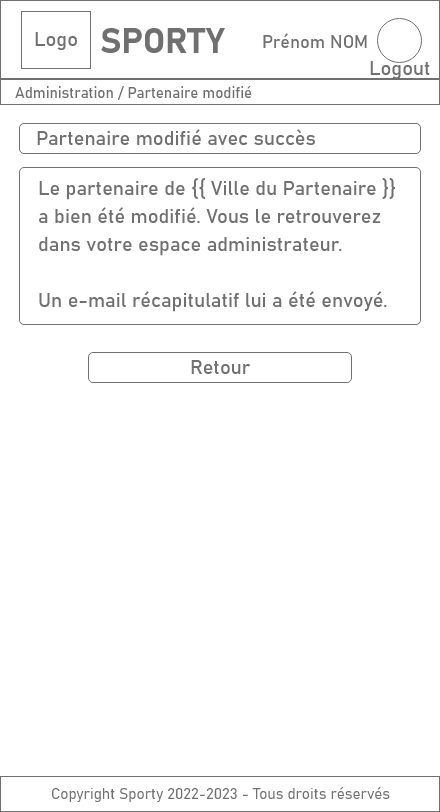 Logo
SPORTY
Prénom NOM
Logout
Administration / Partenaire modifié
Partenaire modifié avec succès
Le partenaire de {{ Ville du Partenaire }}
a bien été modifié. Vous le retrouverez
dans votre espace administrateur.
Un e-mail récapitulatif lui a été envoyé.
Retour
Copyright Sporty 2022-2023 - Tous droits réservés